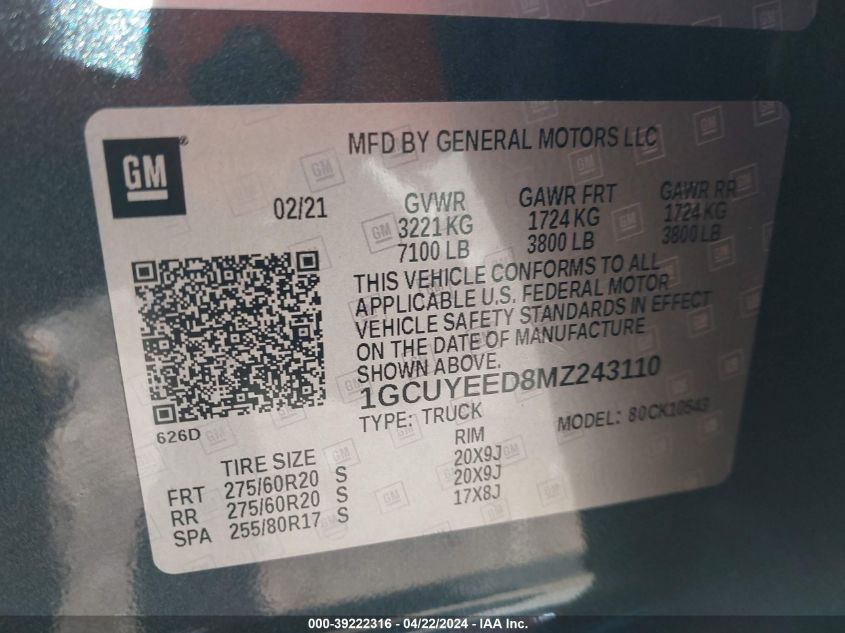 GM
MFD BY GENERAL MOTORS LLC
02/21
GVWR GAWR FRT GAWR RR
3221 KG 1724 KG 1724 KG
7100 LB 3800 LB 3800 LB
THIS VEHICLE CONFORMS TO ALL
APPLICABLE U.S. FEDERAL MOTOR
VEHICLE SAFETY STANDARDS IN EFFECT
ON THE DATE OF MANUFACTURE
SHOWN ABOVE.
1GCUYEED8MZ243110
TYPE: TRUCK MODEL: 80CK10543
626D
TIRE SIZE RIM
FRT 275/60R20 S 20X9J
RR 275/60R20 S 20X9J
SPA 255/80R17 S 17X8J
000-39222316 - 04/22/2024 - IAA Inc.